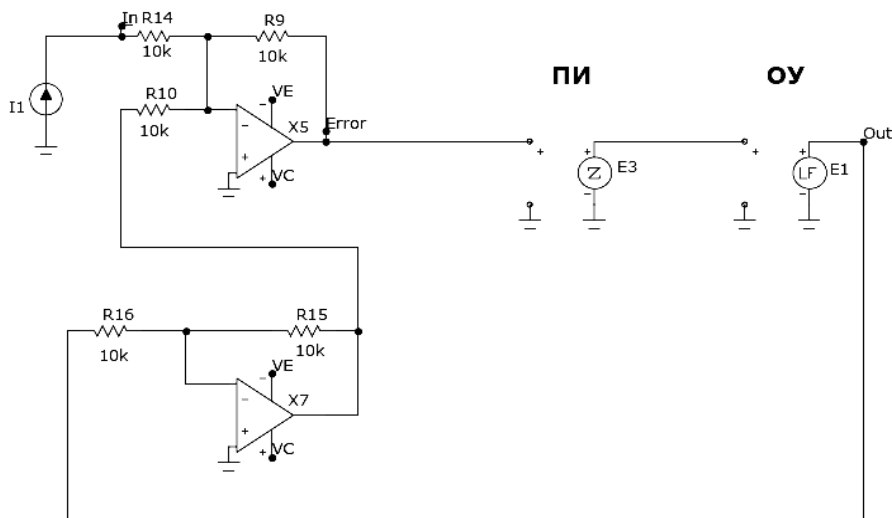 In R14
10k
R9
10k
I1
R10
10k
VE
X5
VC
Error
ПИ
ОУ
Out
Z
E3
LF
E1
R16
10k
R15
10k
VE
X7
VC